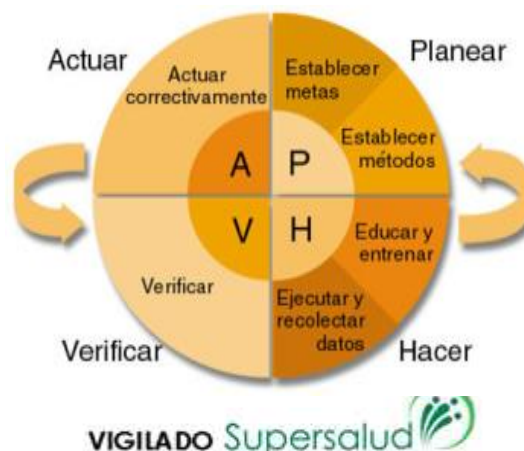 Actuar
Planear
Actuar
correctivamente
Establecer
metas
Establecer
métodos
A
P
V
H
Educar y
entrenar
Verificar
Ejecutar y
recolectar
datos
Verificar
Hacer
VIGILADO Supersalud